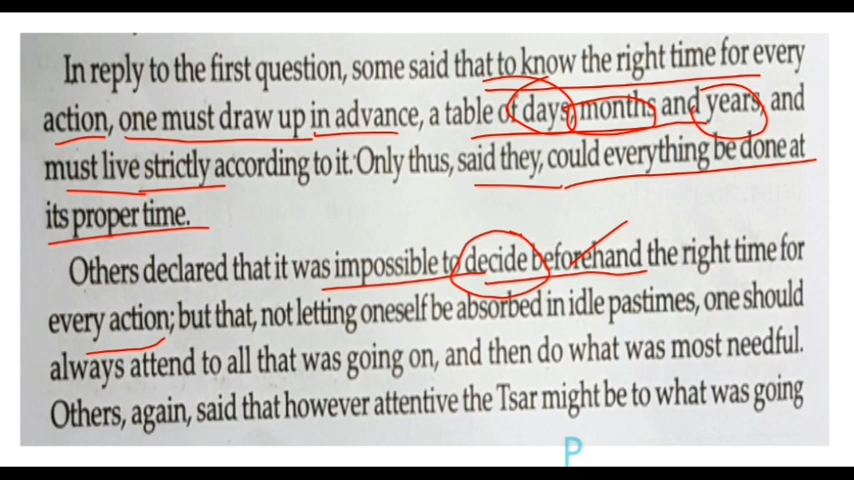 In reply to the first question, some said that to know the right time for every
action, one must draw up in advance, a table of days, months and years, and
must live strictly according to it. Only thus, said they, could everything be done at
its proper time.
Others declared that it was impossible to decide beforehand the right time for
every action; but that, not letting oneself be absorbed in idle pastimes, one should
always attend to all that was going on, and then do what was most needful.
Others, again, said that however attentive the Tsar might be to what was going
P